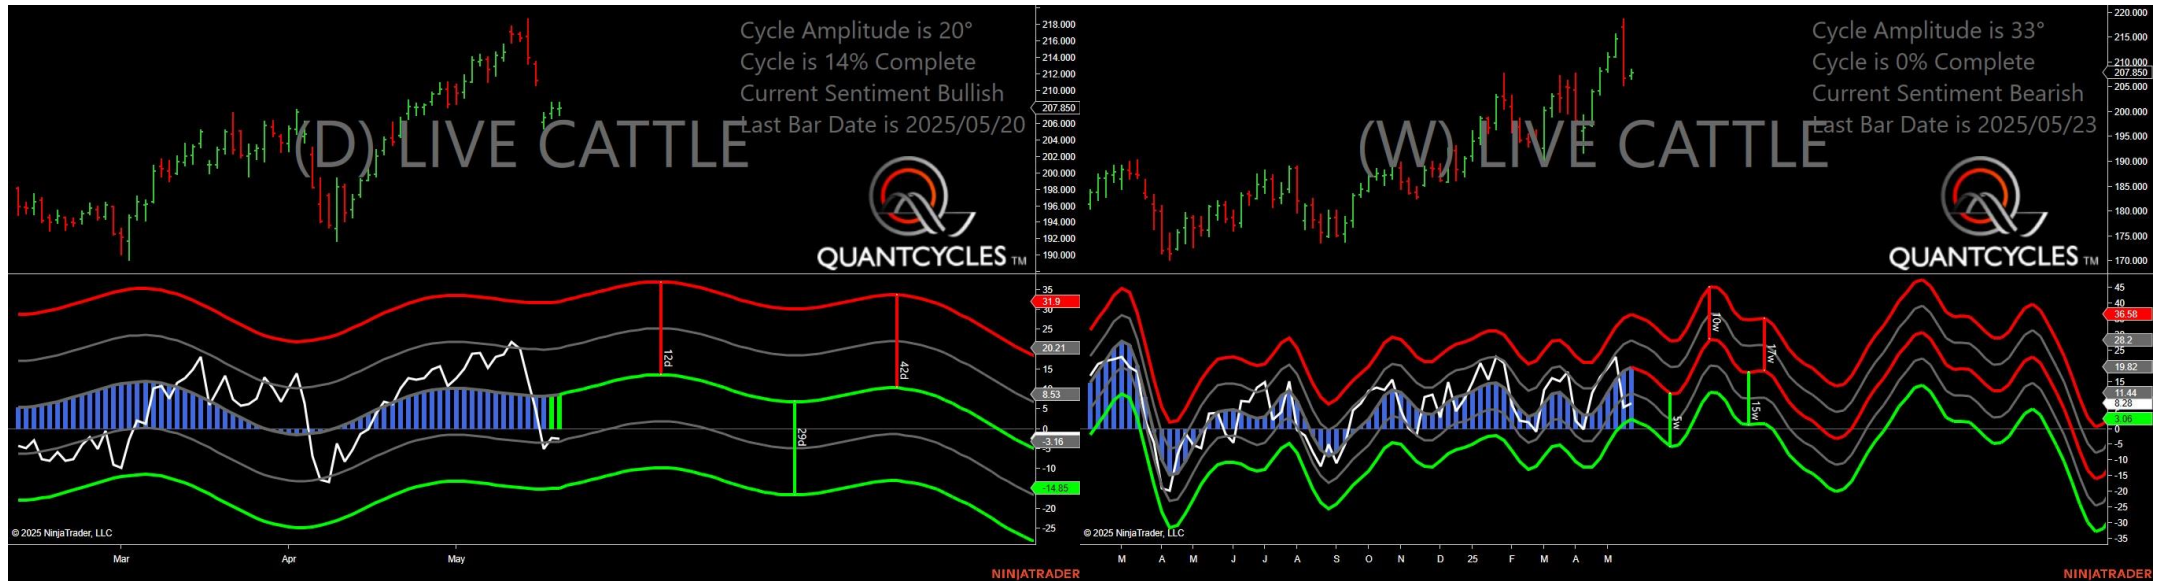 Cycle Amplitude is 20°
Cycle is 14% Complete
Current Sentiment Bullish
Last Bar Date is 2025/05/20
(D) LIVE CATTLE
QUANTCYCLES TM
218.000
216.000
214.000
212.000
210.000
207.850
206.000
204.000
202.000
200.000
198.000
196.000
194.000
192.000
190.000
35
31.9
30
25
20.21
15
8.53
5
0
-3.16
-5
-10
-14.85
-20
-25
12d
29d
42d
© 2025 NinjaTrader, LLC
Mar
Apr
May
NINJATRADER
Cycle Amplitude is 33°
Cycle is 0% Complete
Current Sentiment Bearish
Last Bar Date is 2025/05/23
(W) LIVE CATTLE
QUANTCYCLES TM
220.000
215.000
210.000
207.850
205.000
200.000
195.000
190.000
185.000
180.000
175.000
170.000
45
40
36.58
28.2
25
19.82
15
11.44
8.28
3.06
0
-5
-10
-15
-20
-25
-30
-35
5w
10w
15w
17w
© 2025 NinjaTrader, LLC
M A M J J A S O N D 25 F M A M
NINJATRADER